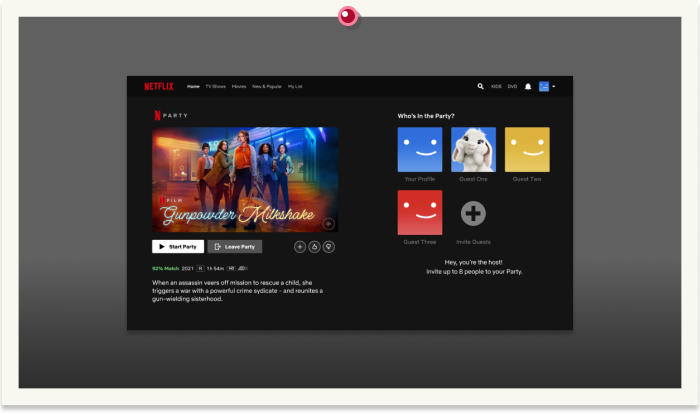 NETFLIX
Home TV Shows Movies New & Popular My List
KIDS DVD
N PARTY
N FILM
Gunpowder Milkshake
Start Party
Leave Party
92% Match 2021 R 1h 54m HD
When an assassin veers off mission to rescue a child, she
triggers a war with a powerful crime sydicate - and reunites a
gun-wielding sisterhood.
Who's In the Party?
Your Profile
Guest One
Guest Two
Guest Three
Invite Guests
Hey, you're the host!
Invite up to 8 people to your Party.